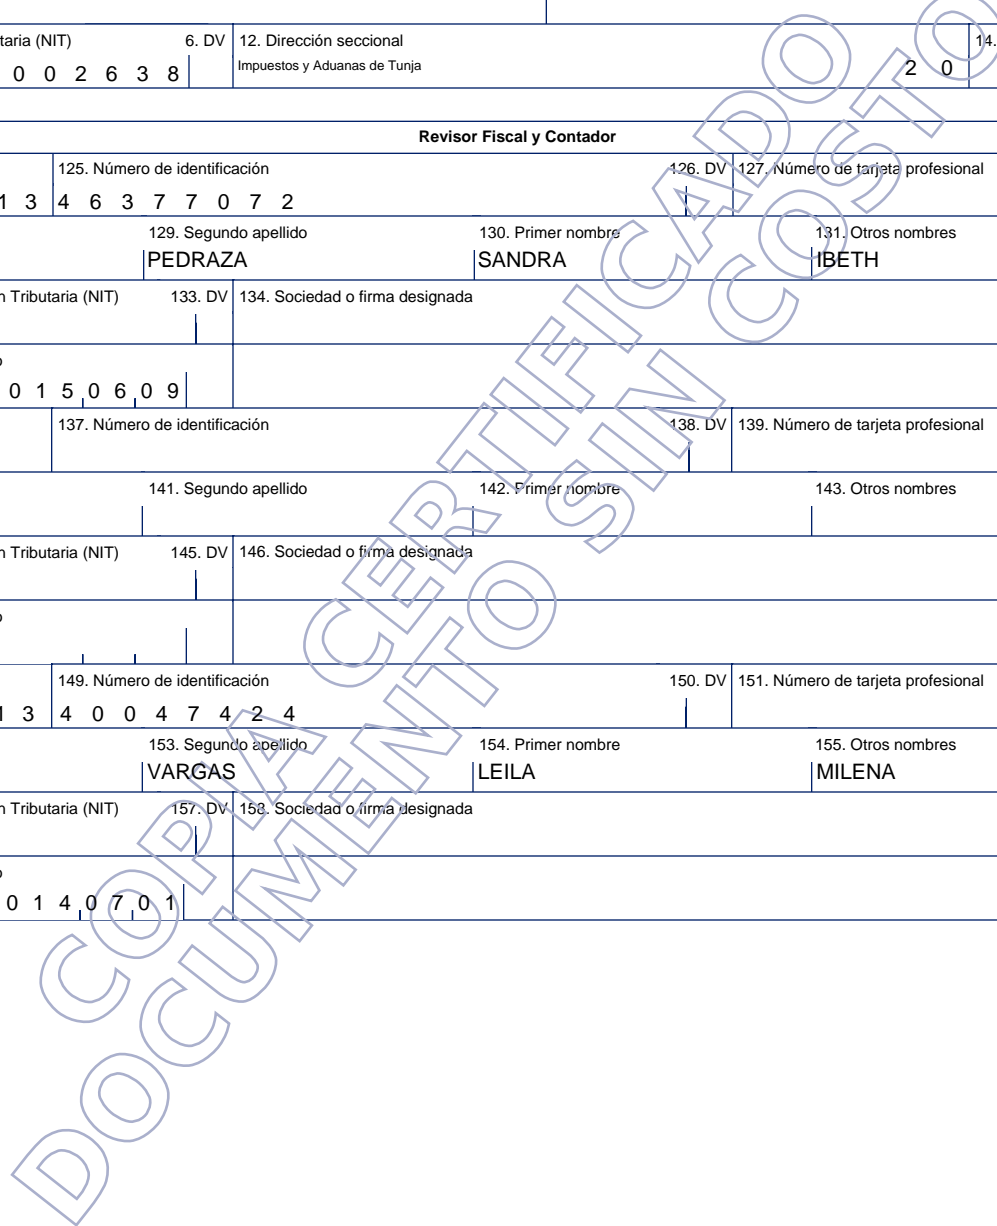 taria (NIT) 6. DV 12. Dirección seccional 14.
0 0 2 6 3 8 Impuestos y Aduanas de Tunja 2 0
Revisor Fiscal y Contador
125. Número de identificación 126. DV 127. Número de tarjeta profesional
1 3 4 6 3 7 7 0 7 2
129. Segundo apellido 130. Primer nombre 131. Otros nombres
PEDRAZA SANDRA IBETH
n Tributaria (NIT) 133. DV 134. Sociedad o firma designada
o
0 1 5 0 6 0 9
137. Número de identificación 138. DV 139. Número de tarjeta profesional
141. Segundo apellido 142. Primer nombre 143. Otros nombres
n Tributaria (NIT) 145. DV 146. Sociedad o firma designada
o
149. Número de identificación 150. DV 151. Número de tarjeta profesional
1 3 4 0 0 4 7 4 2 4
153. Segundo apellido 154. Primer nombre 155. Otros nombres
VARGAS LEILA MILENA
n Tributaria (NIT) 157. DV 158. Sociedad o firma designada
o
0 1 4 0 7 0 1
COPIA CERTIFICADO
DOCUMENTO SIN COSTO